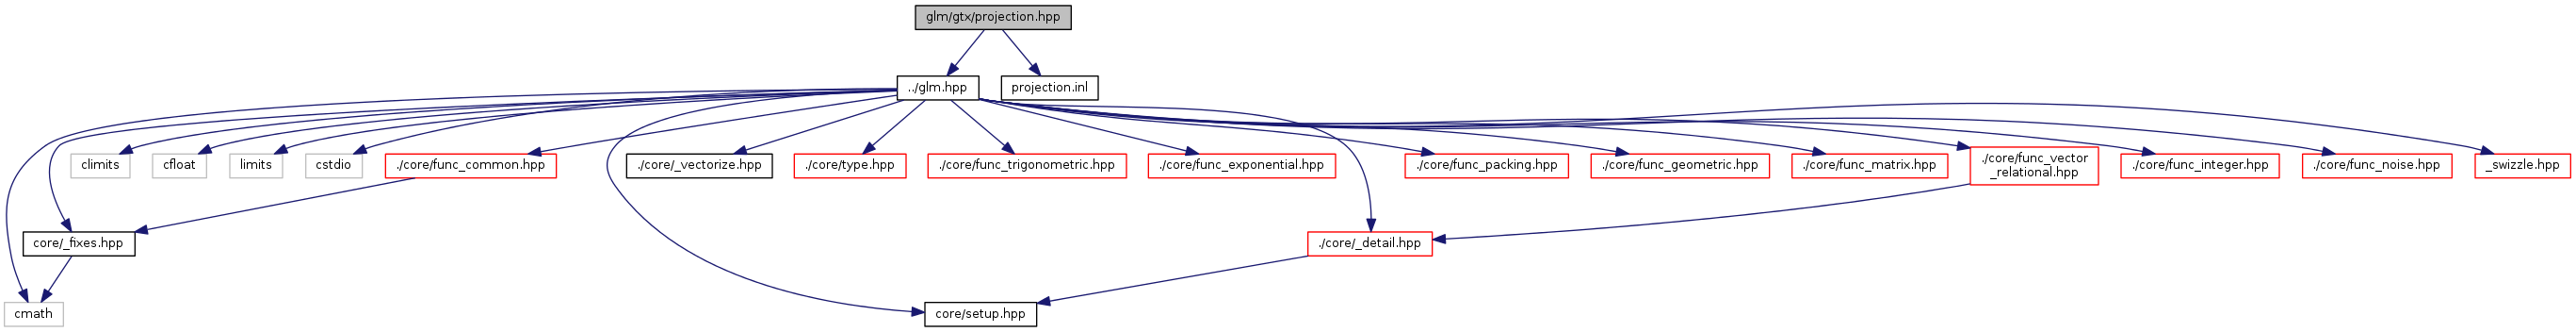 glm/gtx/projection.hpp
../glm.hpp
projection.inl
climits
cfloat
limits
cstdio
./core/func_common.hpp
./core/_vectorize.hpp
./core/type.hpp
./core/func_trigonometric.hpp
./core/func_exponential.hpp
./core/func_packing.hpp
./core/func_geometric.hpp
./core/func_matrix.hpp
./core/func_vector
_relational.hpp
./core/func_integer.hpp
./core/func_noise.hpp
_swizzle.hpp
core/_fixes.hpp
./core/_detail.hpp
cmath
core/setup.hpp